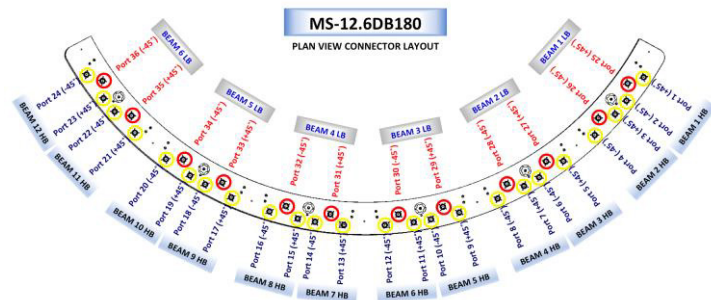 MS-12.6DB180
PLAN VIEW CONNECTOR LAYOUT
BEAM 6 LB
BEAM 5 LB
BEAM 4 LB
BEAM 3 LB
BEAM 2 LB
BEAM 1 LB
Port 36 (-45°)
Port 35 (+45°)
Port 34 (-45°)
Port 33 (+45°)
Port 32 (-45°)
Port 31 (+45°)
Port 30 (-45°)
Port 29 (+45°)
Port 28 (-45°)
Port 27 (+45°)
Port 26 (-45°)
Port 25 (+45°)
Port 24 (-45°)
Port 23 (+45°)
Port 22 (-45°)
Port 21 (+45°)
Port 20 (-45°)
Port 19 (+45°)
Port 18 (-45°)
Port 17 (+45°)
Port 16 (-45°)
Port 15 (+45°)
Port 14 (-45°)
Port 13 (+45°)
Port 12 (-45°)
Port 11 (+45°)
Port 10 (-45°)
Port 9 (+45°)
Port 8 (-45°)
Port 7 (+45°)
Port 6 (-45°)
Port 5 (+45°)
Port 4 (-45°)
Port 3 (+45°)
Port 2 (-45°)
Port 1 (+45°)
BEAM 12 HB
BEAM 11 HB
BEAM 10 HB
BEAM 9 HB
BEAM 8 HB
BEAM 7 HB
BEAM 6 HB
BEAM 5 HB
BEAM 4 HB
BEAM 3 HB
BEAM 2 HB
BEAM 1 HB